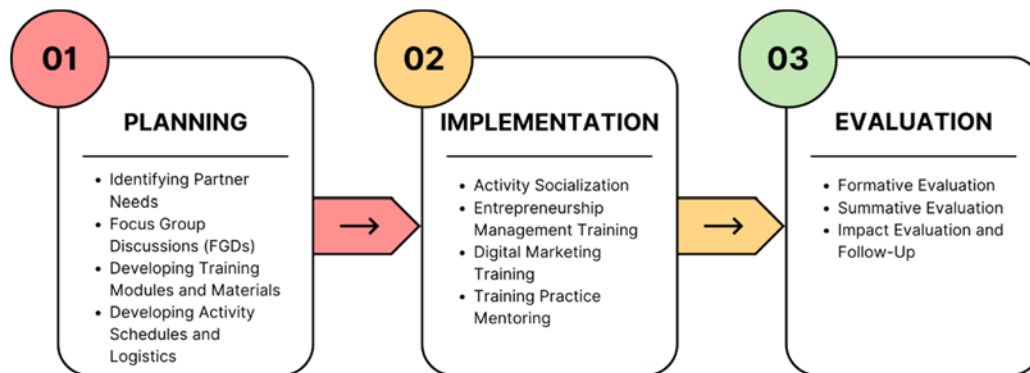 01
PLANNING
• Identifying Partner
Needs
• Focus Group
Discussions (FGDs)
• Developing Training
Modules and Materials
• Developing Activity
Schedules and
Logistics
→
02
IMPLEMENTATION
• Activity Socialization
• Entrepreneurship
Management Training
• Digital Marketing
Training
• Training Practice
Mentoring
→
03
EVALUATION
• Formative Evaluation
• Summative Evaluation
• Impact Evaluation and
Follow-Up